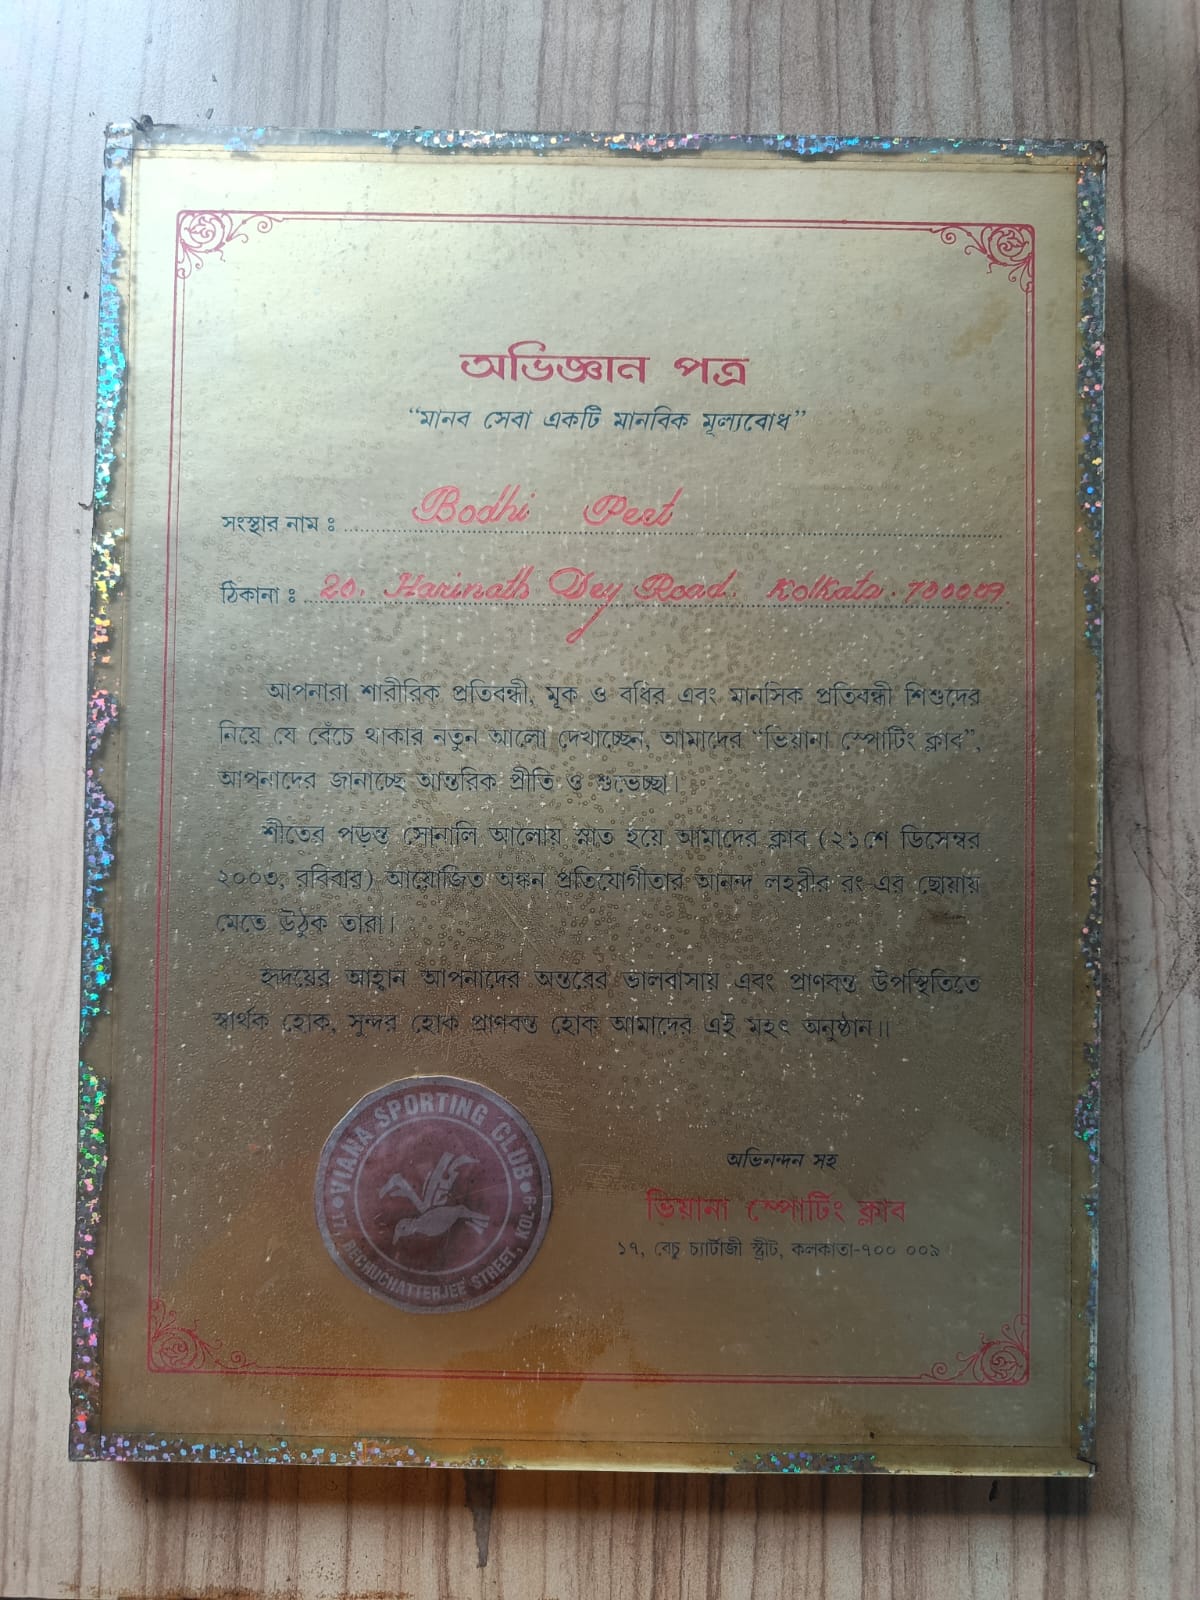 অভিজ্ঞান পত্র
“মানব সেবা একটি মানবিক মূল্যবোধ”
সংস্থার নাম ঃ Bodhi Peet
ঠিকানা ঃ 20. Harinath Dey Road. Kolkata. 700009.
আপনারা শারীরিক প্রতিবন্ধী, মূক ও বধির এবং মানসিক প্রতিবন্ধী শিশুদের
নিয়ে যে বেঁচে থাকার নতুন আলো দেখাচ্ছেন, আমাদের “ভিয়ানা স্পোর্টিং ক্লাব”,
আপনাদের জানাচ্ছে আন্তরিক প্রীতি ও শুভেচ্ছা।
শীতের পড়ন্ত সোনালি আলোয় স্নাত হয়ে আমাদের ক্লাব (২১শে ডিসেম্বর
২০০৩, রবিবার) আয়োজিত অঙ্কন প্রতিযোগীতার আনন্দ লহরীর রং এর ছোয়ায়
মেতে উঠুক তারা।
হৃদয়ের আহ্বান আপনাদের অন্তরের ভালবাসায় এবং প্রাণবন্ত উপস্থিতিতে
স্বার্থক হোক, সুন্দর হোক প্রাণবন্ত হোক আমাদের এই মহৎ অনুষ্ঠান॥
VIANA SPORTING CLUB
17, BECHUCHATTERJEE STREET, KOL-9
অভিনন্দন সহ
ভিয়ানা স্পোর্টিং ক্লাব
১৭, বেচু চ্যাটার্জী স্ট্রীট, কলকাতা-৭০০ ০০৯